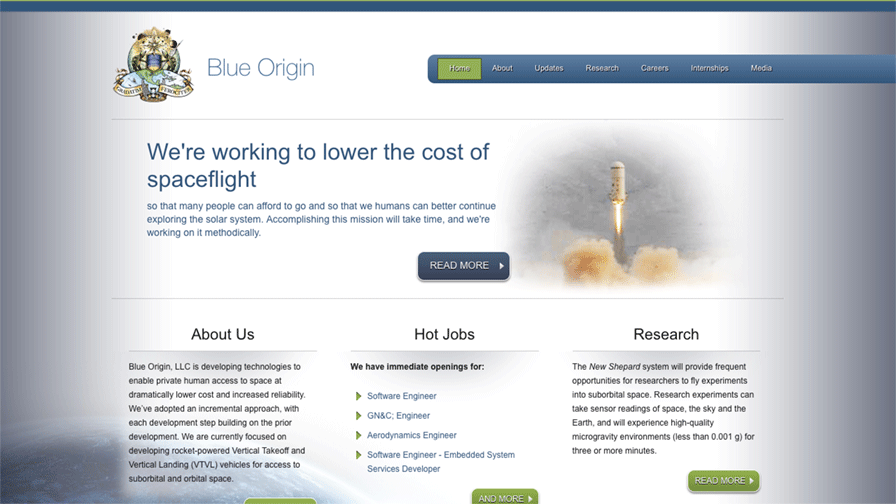 Blue Origin
GRADATIM FEROCITER
Home About Updates Research Careers Internships Media
We're working to lower the cost of
spaceflight
so that many people can afford to go and so that we humans can better continue
exploring the solar system. Accomplishing this mission will take time, and we're
working on it methodically.
READ MORE
About Us
Blue Origin, LLC is developing technologies to
enable private human access to space at
dramatically lower cost and increased reliability.
We've adopted an incremental approach, with
each development step building on the prior
development. We are currently focused on
developing rocket-powered Vertical Takeoff and
Vertical Landing (VTVL) vehicles for access to
suborbital and orbital space.
Hot Jobs
We have immediate openings for:
Software Engineer
GN&C; Engineer
Aerodynamics Engineer
Software Engineer - Embedded System
Services Developer
AND MORE
Research
The New Shepard system will provide frequent
opportunities for researchers to fly experiments
into suborbital space. Research experiments can
take sensor readings of space, the sky and the
Earth, and will experience high-quality
microgravity environments (less than 0.001 g) for
three or more minutes.
READ MORE